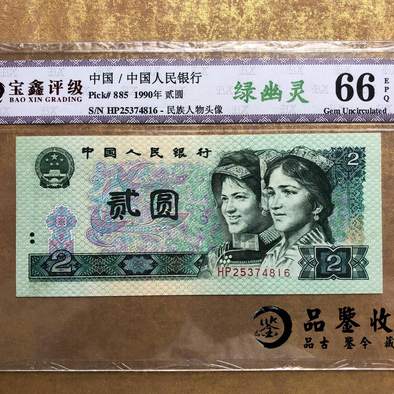 宝鑫评级
BAO XIN GRADING
中国 / 中国人民银行
Pick# 885 1990年 贰圆
S/N HP25374816 - 民族人物头像
绿幽灵
66
EPQ
Gem Uncirculated
中国人民银行
2
贰圆
HP25374816
2
2
鉴
品鉴收
品古 鉴今 藏